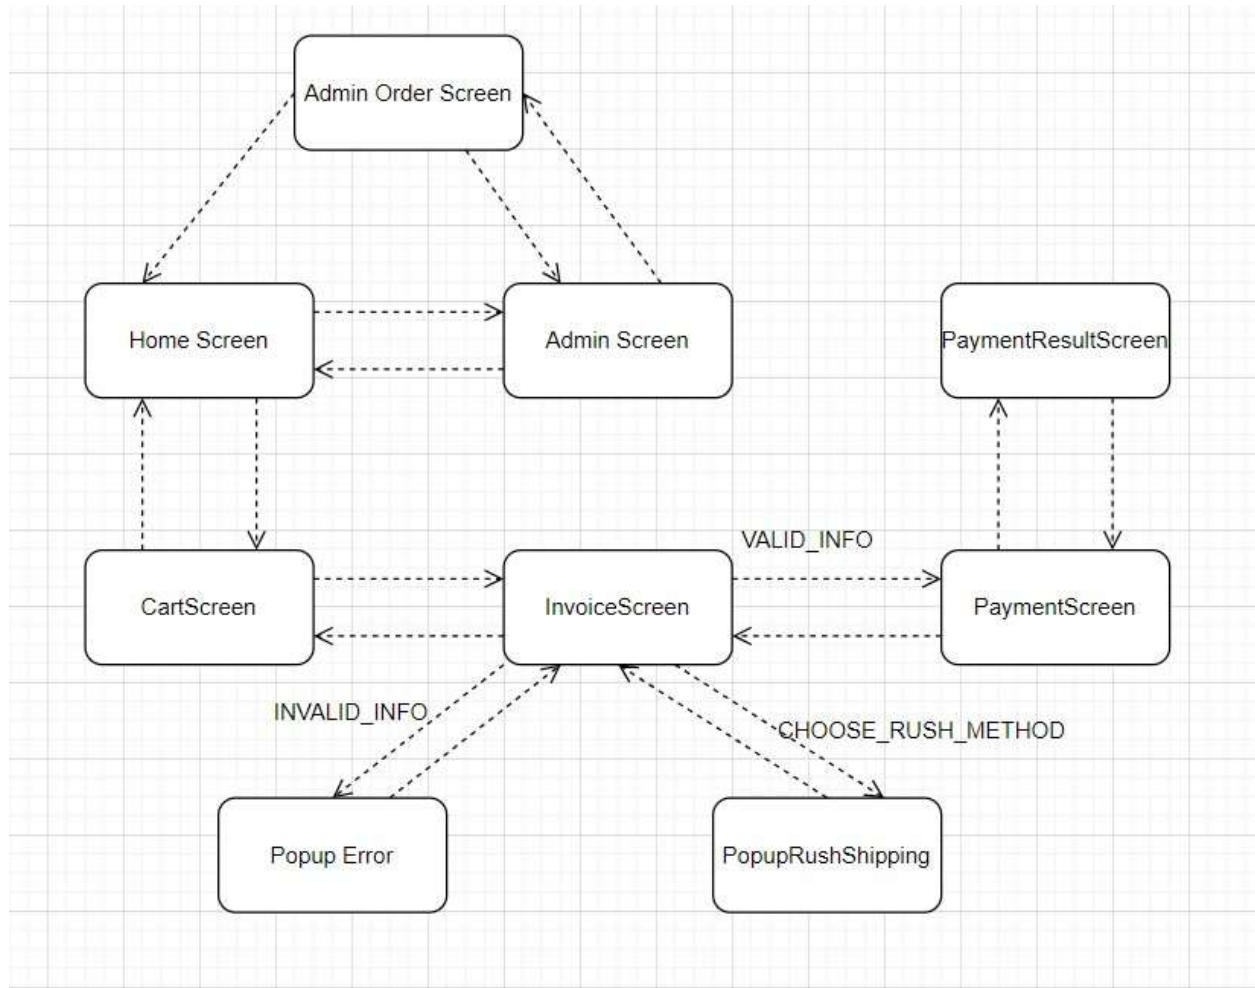 Admin Order Screen
Home Screen
Admin Screen
PaymentResultScreen
VALID_INFO
CartScreen
InvoiceScreen
PaymentScreen
INVALID_INFO
CHOOSE_RUSH_METHOD
Popup Error
PopupRushShipping